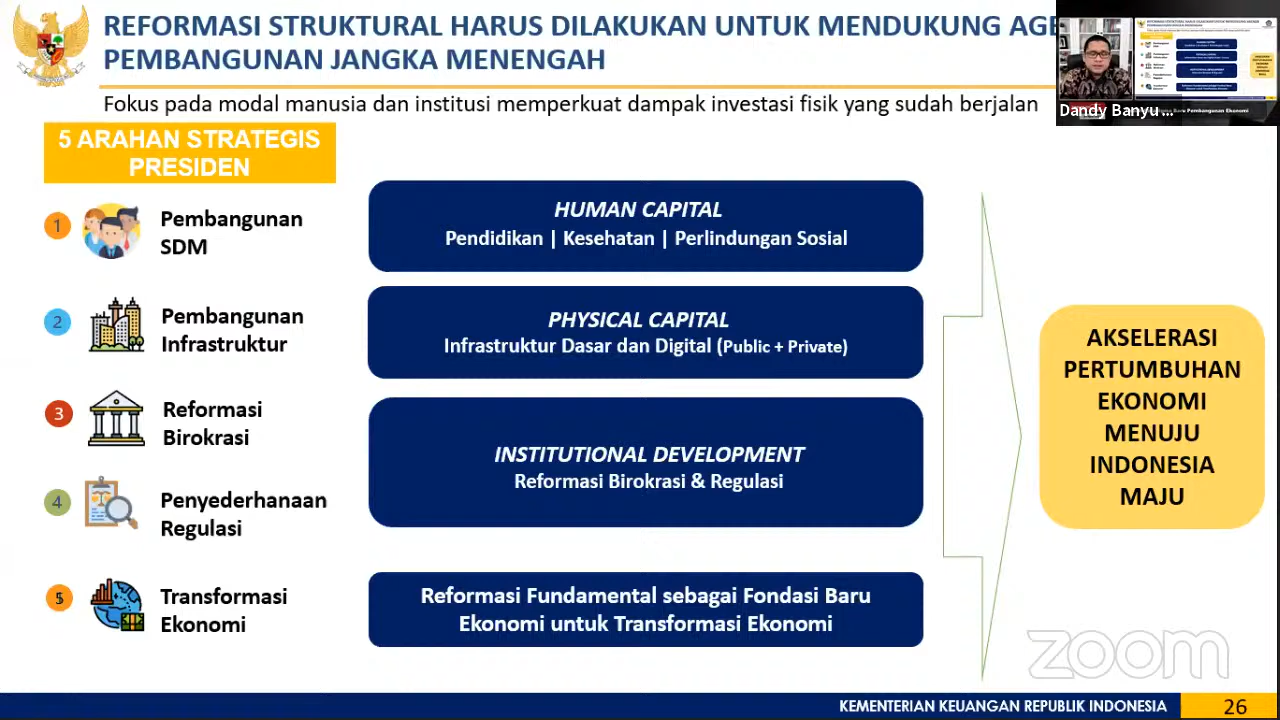 REFORMASI STRUKTURAL HARUS DILAKUKAN UNTUK MENDUKUNG
PEMBANGUNAN JANGKA MENENGAH
Fokus pada modal manusia dan institusi memperkuat dampak investasi fisik yang sudah berjalan
Dandy Banyu ...
5 ARAHAN STRATEGIS
PRESIDEN
1
Pembangunan
SDM
HUMAN CAPITAL
Pendidikan | Kesehatan | Perlindungan Sosial
2
Pembangunan
Infrastruktur
PHYSICAL CAPITAL
Infrastruktur Dasar dan Digital (Public + Private)
3
Reformasi
Birokrasi
4
Penyederhanaan
Regulasi
INSTITUTIONAL DEVELOPMENT
Reformasi Birokrasi & Regulasi
5
Transformasi
Ekonomi
Reformasi Fundamental sebagai Fondasi Baru
Ekonomi untuk Transformasi Ekonomi
AKSELERASI
PERTUMBUHAN
EKONOMI
MENUJU
INDONESIA
MAJU
zoom
KEMENTERIAN KEUANGAN REPUBLIK INDONESIA
26